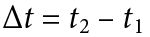 Δt = t₂ − t₁